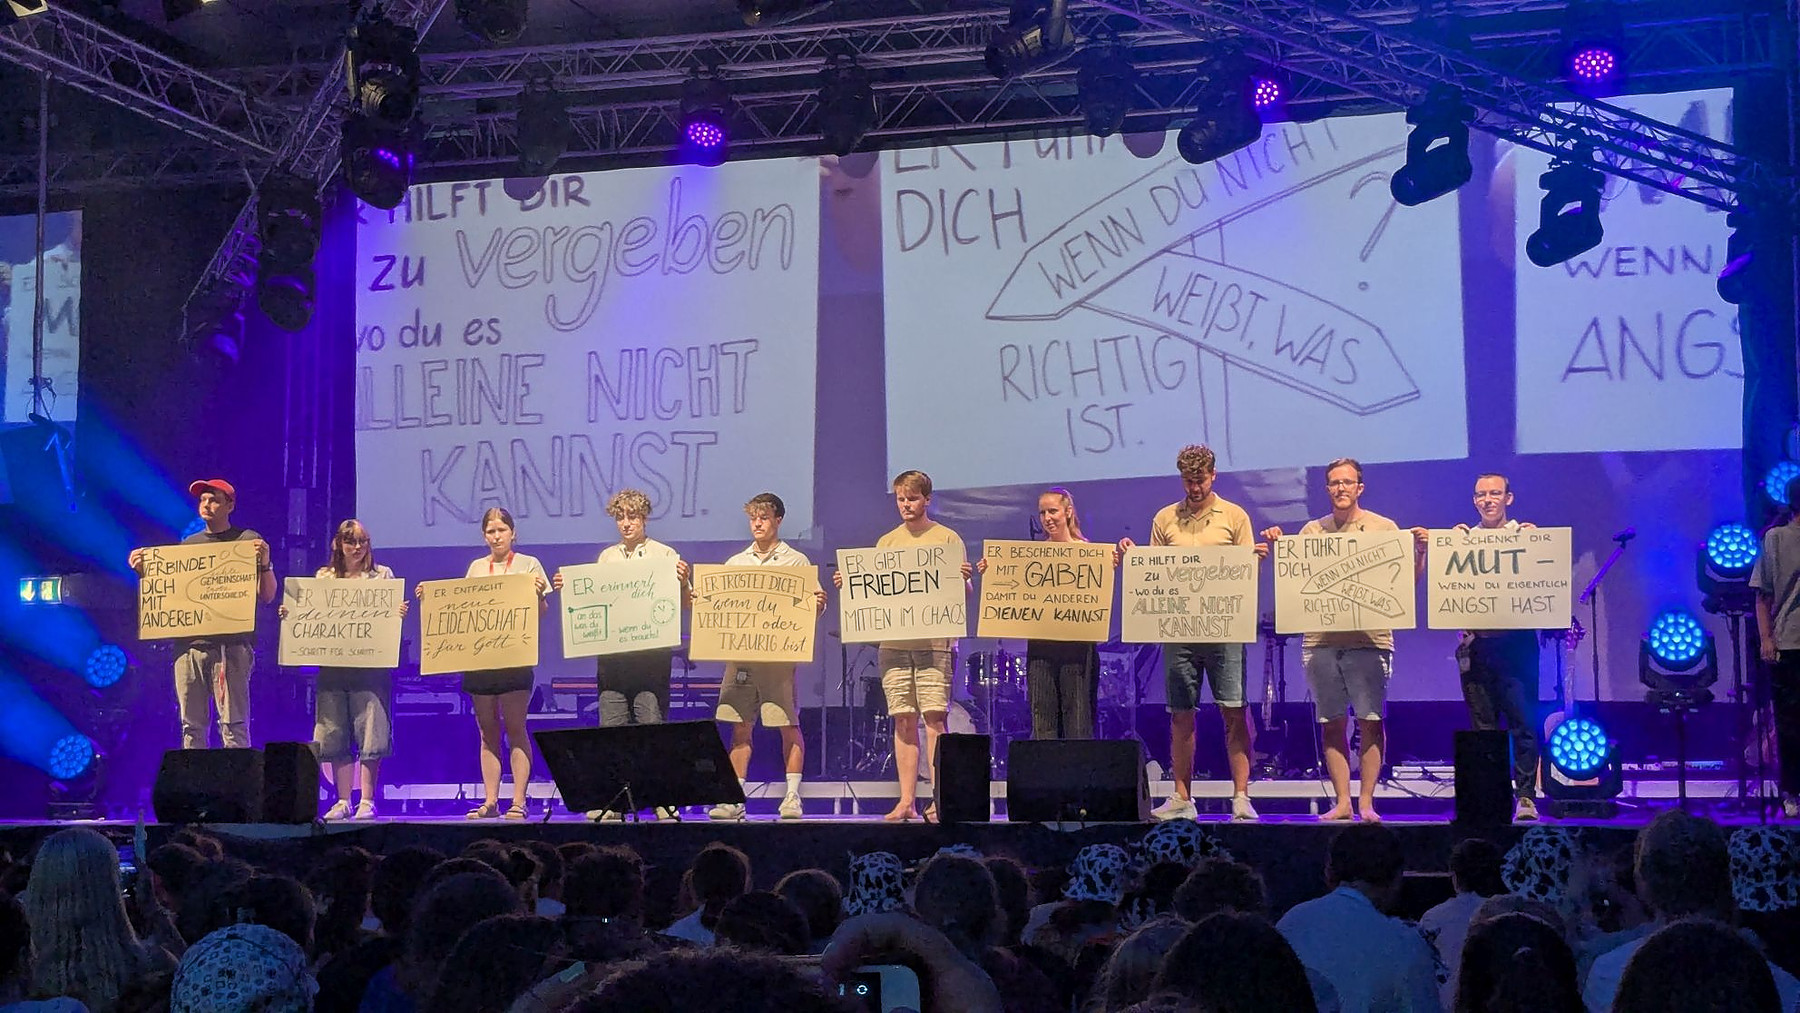 HILFT DIR
zu vergeben
wo du es
ALLEINE NICHT
KANNST.
ER FÜHRT
DICH
WENN DU NICHT
WEIßT, WAS
?
RICHTIG
IST.
WENN
ANGS
ER
VERBINDET
DICH
MIT
ANDEREN
GEMEINSCHAFT
UNTERSCHIEDE.
ER VERÄNDERT
deinen
CHARAKTER
- SCHRITT FÜR SCHRITT -
ER ENTFACHT
neue
LEIDENSCHAFT
für Gott
ER erinnert
dich
an das
was du
weißt
- wenn du
es brauchst
ER TRÖSTET DICH
wenn du
VERLETZT oder
TRAURIG bist
ER GIBT DIR
FRIEDEN -
MITTEN IM CHAOS
ER BESCHENKT DICH
MIT
→ GABEN
DAMIT DU ANDEREN
DIENEN KANNST
ER HILFT DIR
zu vergeben
- wo du es
ALLEINE NICHT
KANNST.
ER FÜHRT
DICH
WENN DU NICHT
WEIßT, WAS
?
RICHTIG
IST
ER SCHENKT DIR
MUT -
WENN DU EIGENTLICH
ANGST HAST.